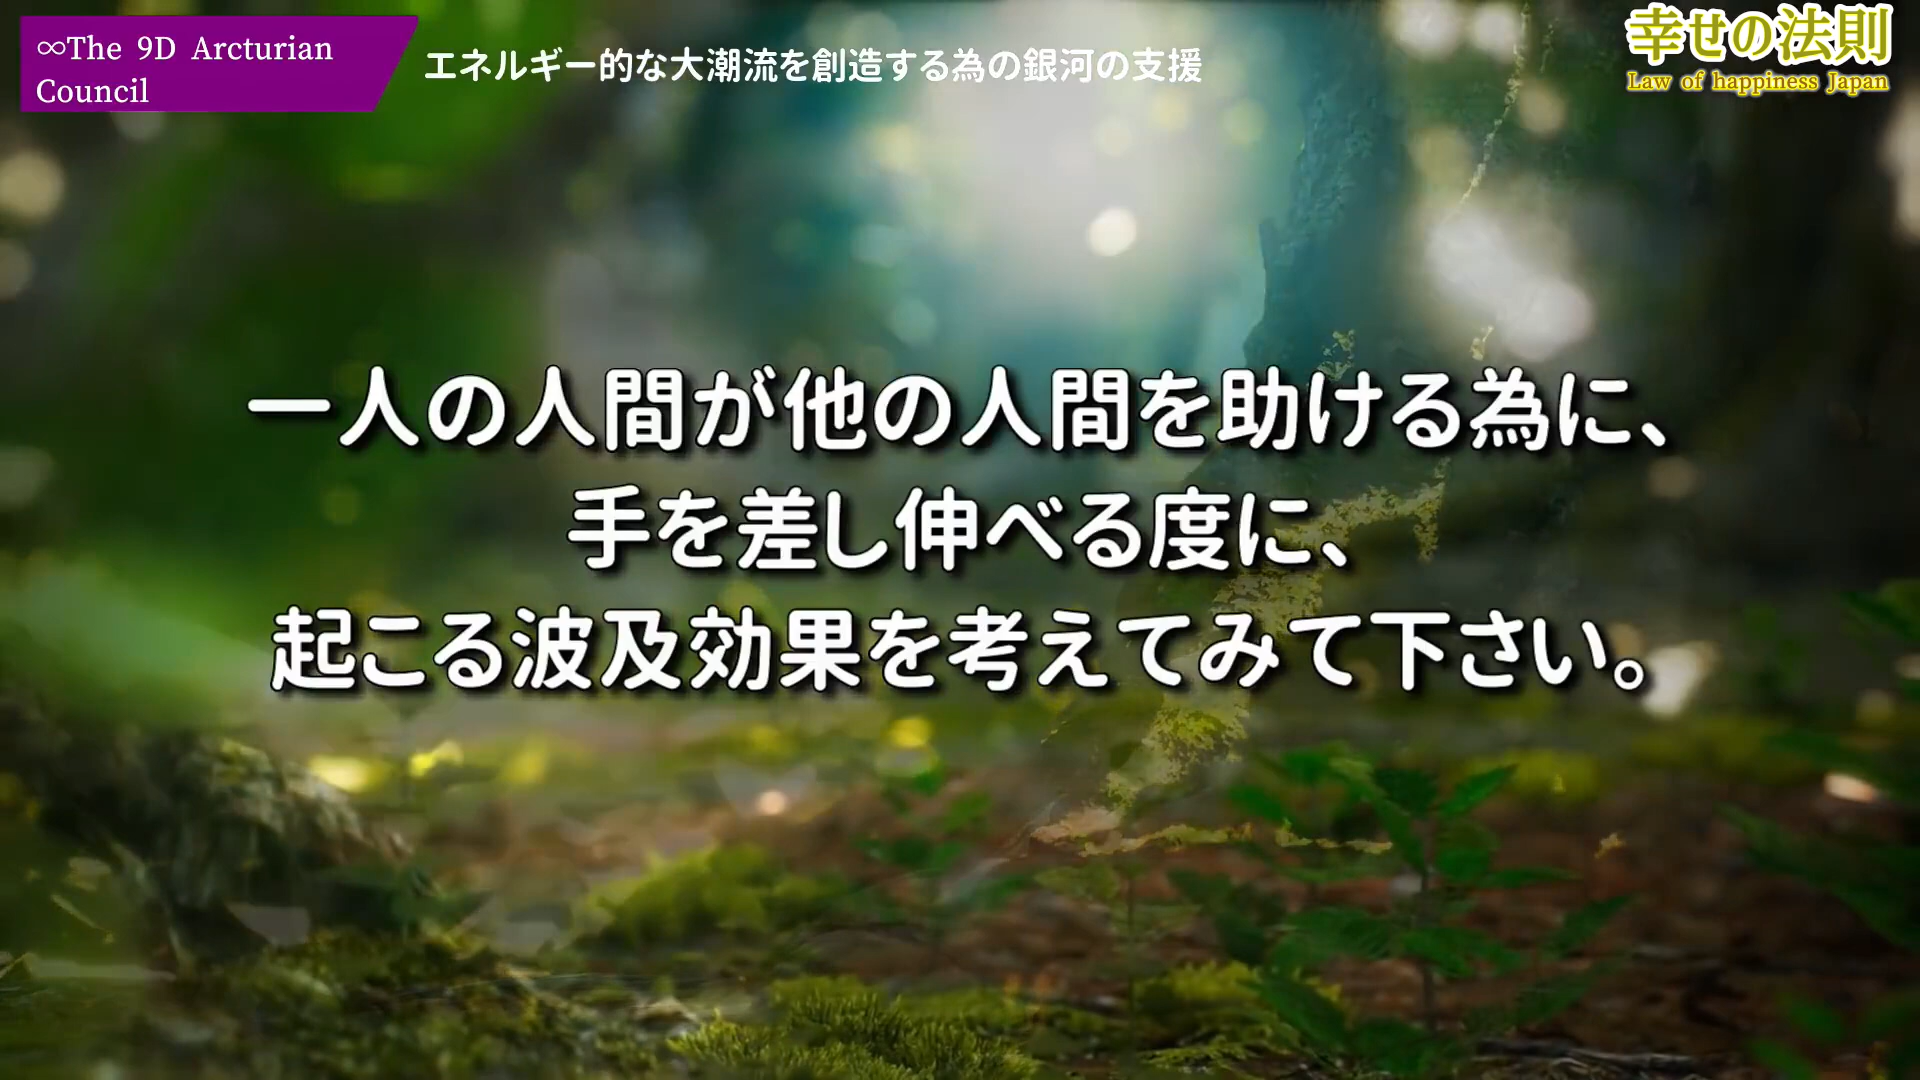 ∞The 9D Arcturian
Council
エネルギー的な大潮流を創造する為の銀河の支援
幸せの法則
Law of happiness Japan
一人の人間が他の人間を助ける為に、
手を差し伸べる度に、
起こる波及効果を考えてみて下さい。